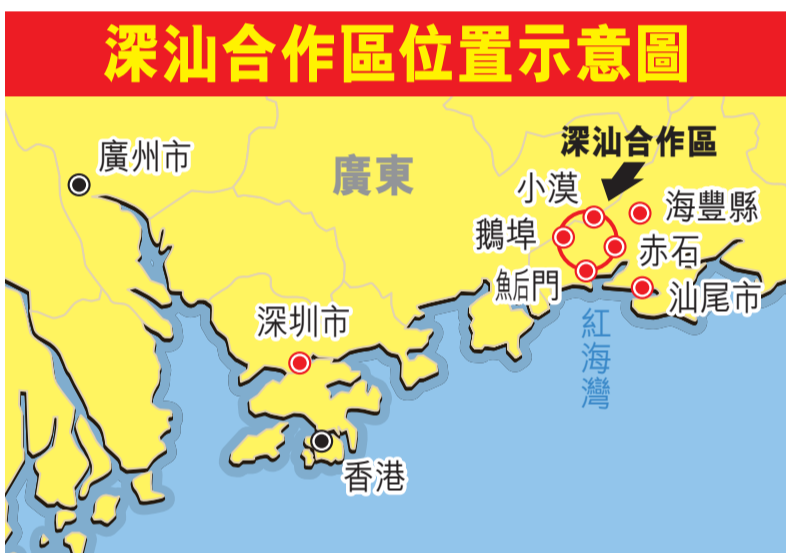 深汕合作區位置示意圖
廣州市
廣東
深汕合作區
小漠
海豐縣
鵝埠
赤石
鮜門
汕尾市
深圳市
紅海灣
香港